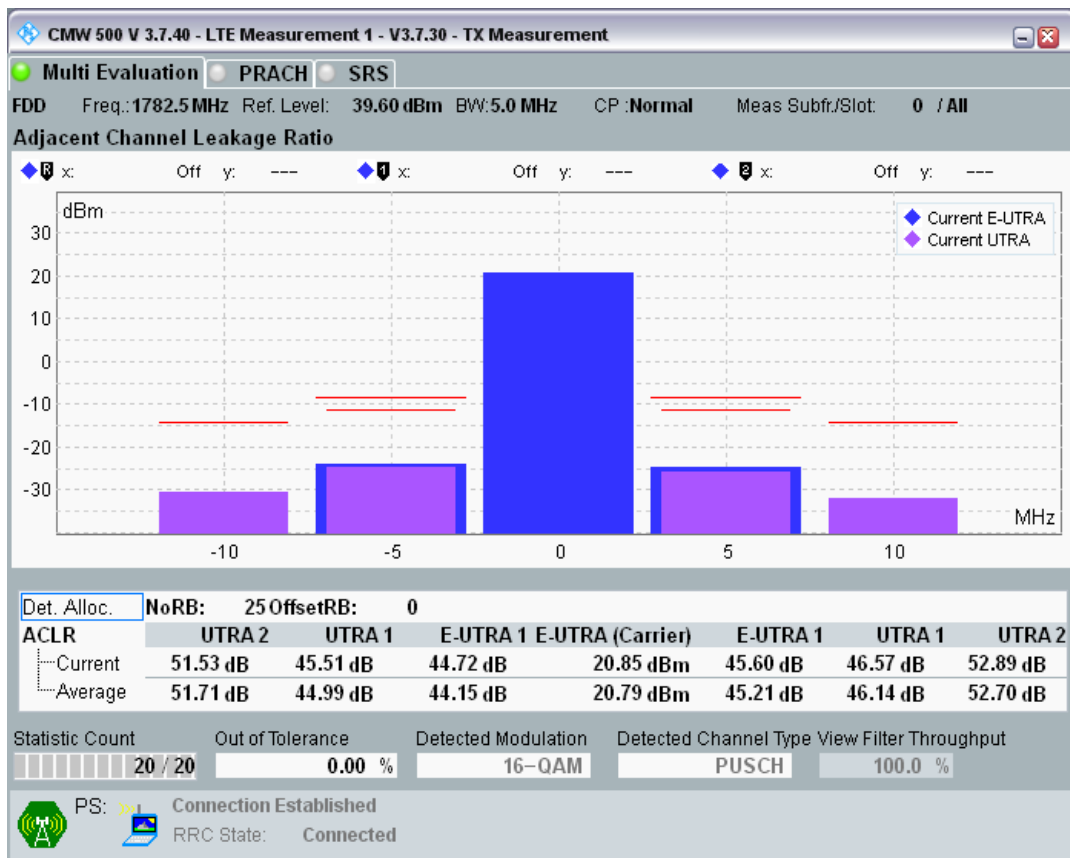 CMW 500 V 3.7.40 - LTE Measurement 1 - V3.7.30 - TX Measurement
Multi Evaluation PRACH SRS
FDD Freq.: 1782.5 MHz Ref. Level: 39.60 dBm BW: 5.0 MHz CP : Normal Meas Subfr./Slot: 0 / All
Adjacent Channel Leakage Ratio
R x: Off y: --- 1 x: Off y: --- 2 x: Off y: ---
dBm
Current E-UTRA
Current UTRA
30
20
10
0
-10
-20
-30
MHz
-10 -5 0 5 10
Det. Alloc. NoRB: 25 OffsetRB: 0
ACLR UTRA 2 UTRA 1 E-UTRA 1 E-UTRA (Carrier) E-UTRA 1 UTRA 1 UTRA 2
Current 51.53 dB 45.51 dB 44.72 dB 20.85 dBm 45.60 dB 46.57 dB 52.89 dB
Average 51.71 dB 44.99 dB 44.15 dB 20.79 dBm 45.21 dB 46.14 dB 52.70 dB
Statistic Count Out of Tolerance Detected Modulation Detected Channel Type View Filter Throughput
20 / 20 0.00 % 16-QAM PUSCH 100.0 %
PS: Connection Established
RRC State: Connected